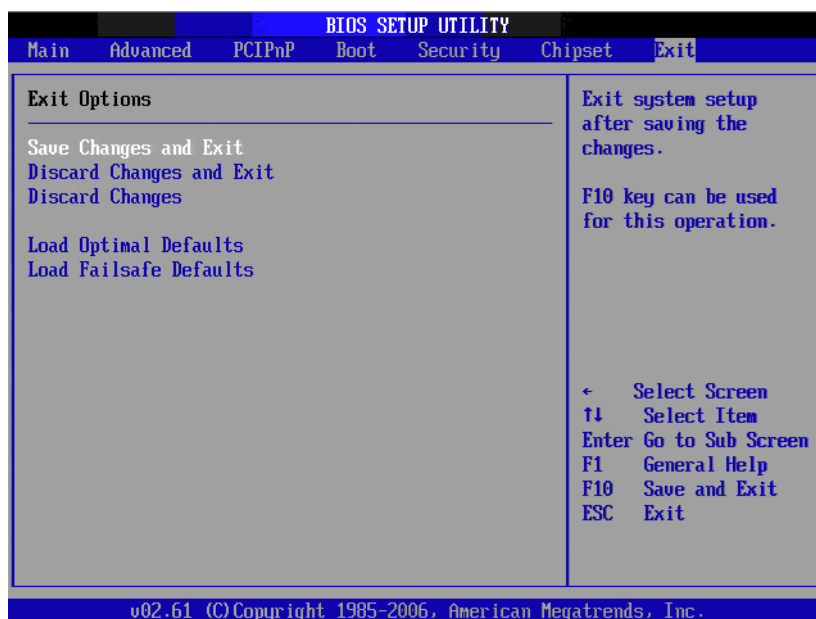 BIOS SETUP UTILITY
Main Advanced PCIPnP Boot Security Chipset Exit
Exit Options
Save Changes and Exit
Discard Changes and Exit
Discard Changes
Load Optimal Defaults
Load Failsafe Defaults
Exit system setup
after saving the
changes.
F10 key can be used
for this operation.
← Select Screen
↑↓ Select Item
Enter Go to Sub Screen
F1 General Help
F10 Save and Exit
ESC Exit
v02.61 (C)Copyright 1985-2006, American Megatrends, Inc.